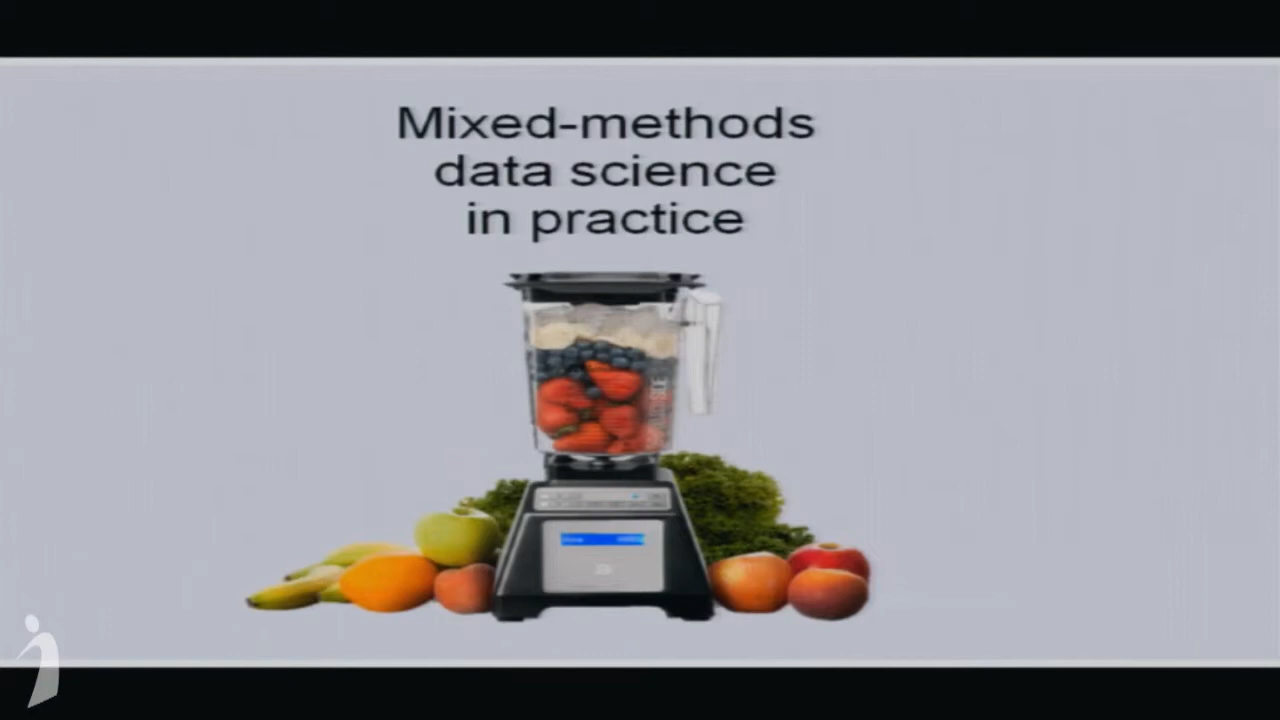 Mixed-methods
data science
in practice